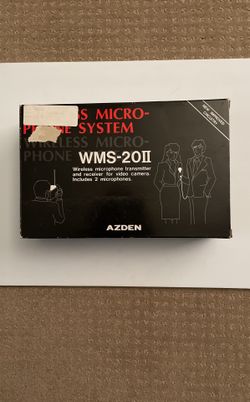 SS MICRO-
PHONE SYSTEM
WIRELESS MICRO-
PHONE WMS-20II
Wireless microphone transmitter
and receiver for video camera.
Includes 2 microphones.
AZDEN